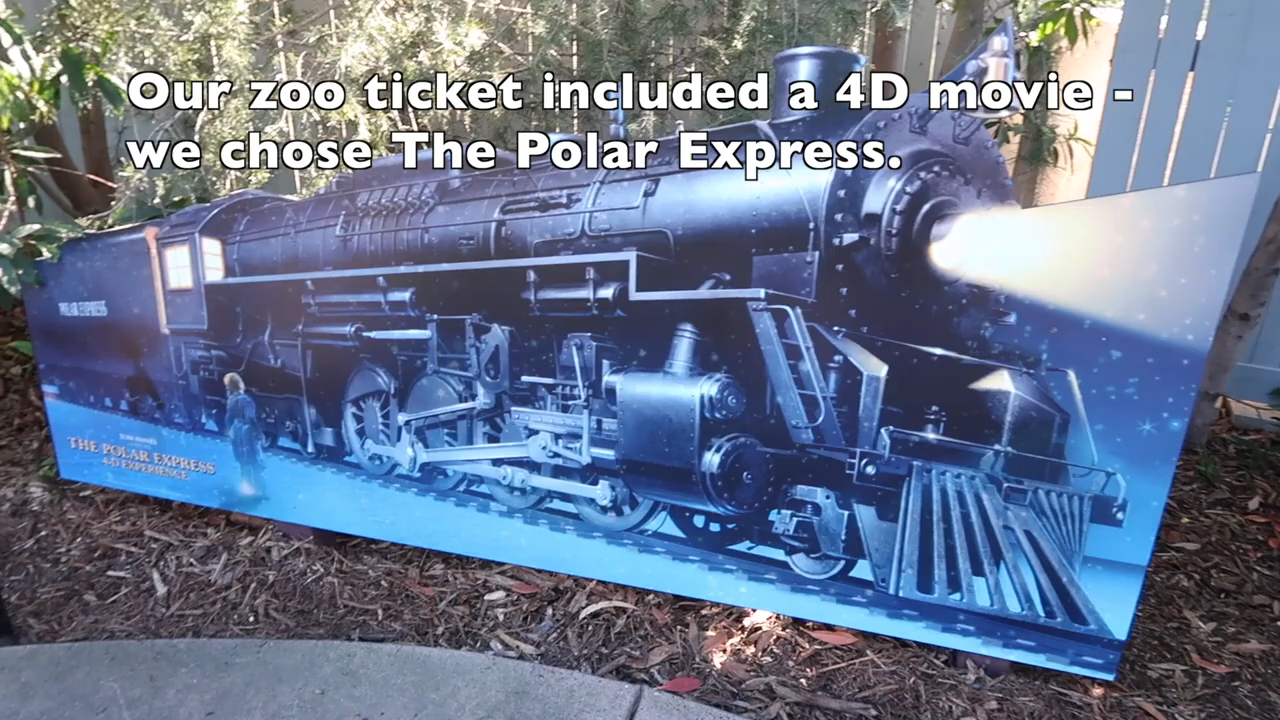 Our zoo ticket included a 4D movie -
we chose The Polar Express.
POLAR EXPRESS
THE POLAR EXPRESS
4-D EXPERIENCE